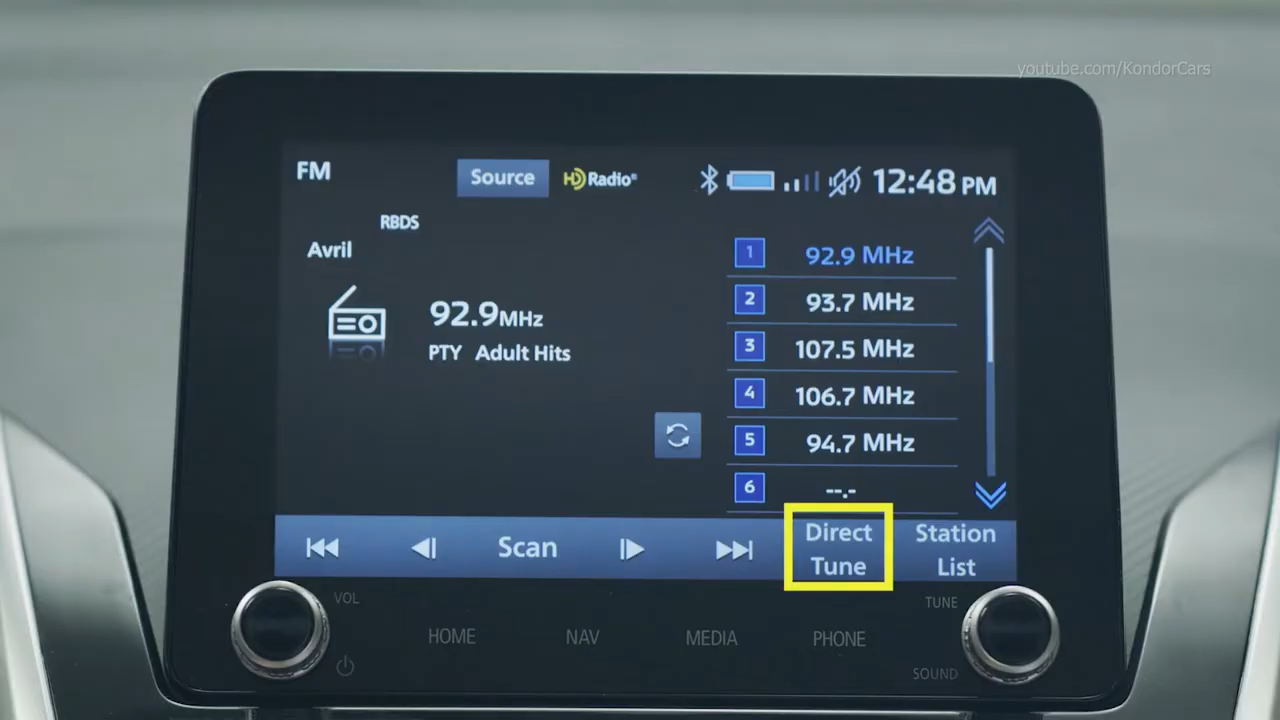 youtube.com/KondorCars
FM
Source
HD Radio®
12:48 PM
RBDS
Avril
92.9MHz
PTY Adult Hits
1 92.9 MHz
2 93.7 MHz
3 107.5 MHz
4 106.7 MHz
5 94.7 MHz
6 --.-
Scan
Direct
Tune
Station
List
VOL
TUNE
HOME
NAV
MEDIA
PHONE
SOUND